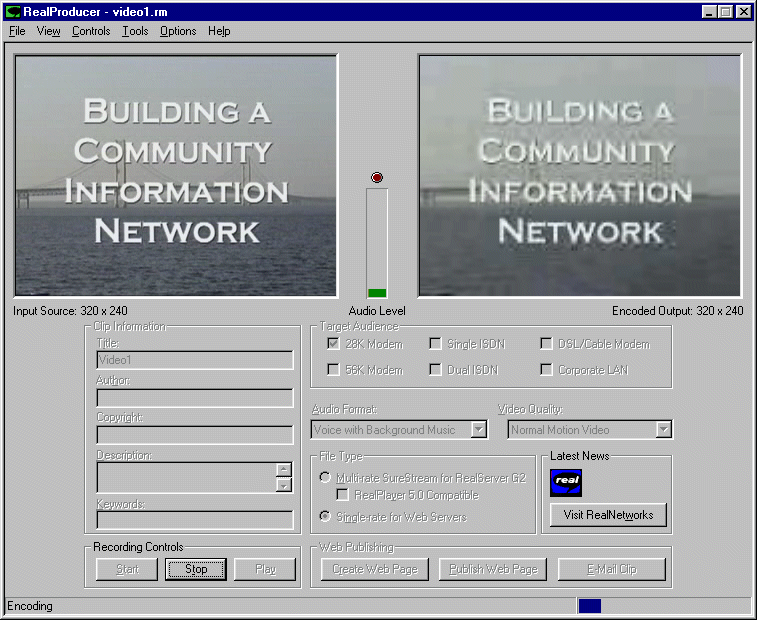 RealProducer - video1.rm
File View Controls Tools Options Help
BUILDING A
COMMUNITY
INFORMATION
NETWORK
BUILDING A
COMMUNITY
INFORMATION
NETWORK
Input Source: 320 x 240
Audio Level
Encoded Output: 320 x 240
Clip Information
Title:
Video1
Author:
Copyright:
Description:
Keywords:
Target Audience
28K Modem Single ISDN DSL/Cable Modem
56K Modem Dual ISDN Corporate LAN
Audio Format:
Voice with Background Music
Video Quality:
Normal Motion Video
File Type
Multi-rate SureStream for RealServer G2
RealPlayer 5.0 Compatible
Single-rate for Web Servers
Latest News
real
Visit RealNetworks
Recording Controls
Start Stop Play
Web Publishing
Create Web Page Publish Web Page E-Mail Clip
Encoding